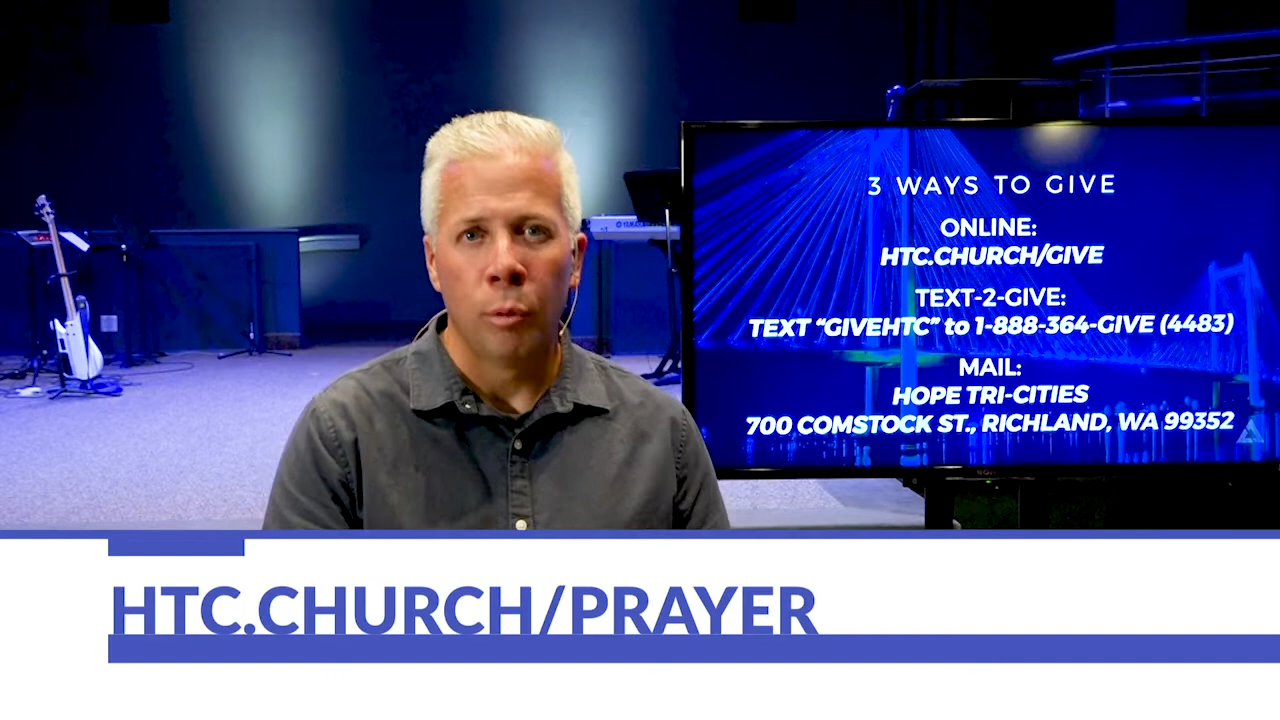 3 WAYS TO GIVE
ONLINE:
HTC.CHURCH/GIVE
TEXT-2-GIVE:
TEXT “GIVEHTC” to 1-888-364-GIVE (4483)
MAIL:
HOPE TRI-CITIES
700 COMSTOCK ST., RICHLAND, WA 99352
HTC.CHURCH/PRAYER